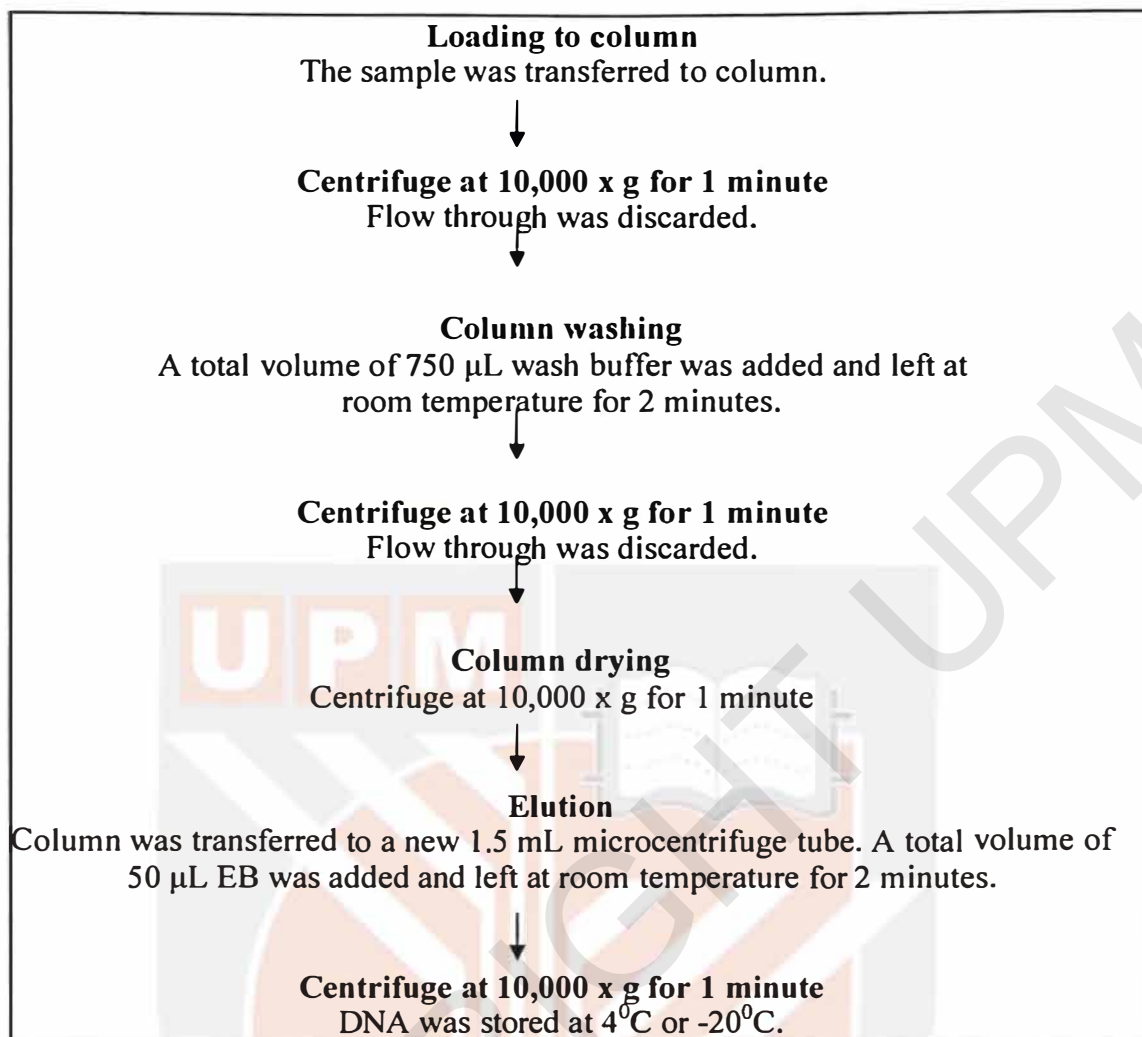 Loading to column
The sample was transferred to column.
Centrifuge at 10,000 x g for 1 minute
Flow through was discarded.
Column washing
A total volume of 750 µL wash buffer was added and left at
room temperature for 2 minutes.
Centrifuge at 10,000 x g for 1 minute
Flow through was discarded.
UPM
Column drying
Centrifuge at 10,000 x g for 1 minute
Elution
Column was transferred to a new 1.5 mL microcentrifuge tube. A total volume of
50 µL EB was added and left at room temperature for 2 minutes.
Centrifuge at 10,000 x g for 1 minute
DNA was stored at 4⁰C or -20⁰C.
UPM